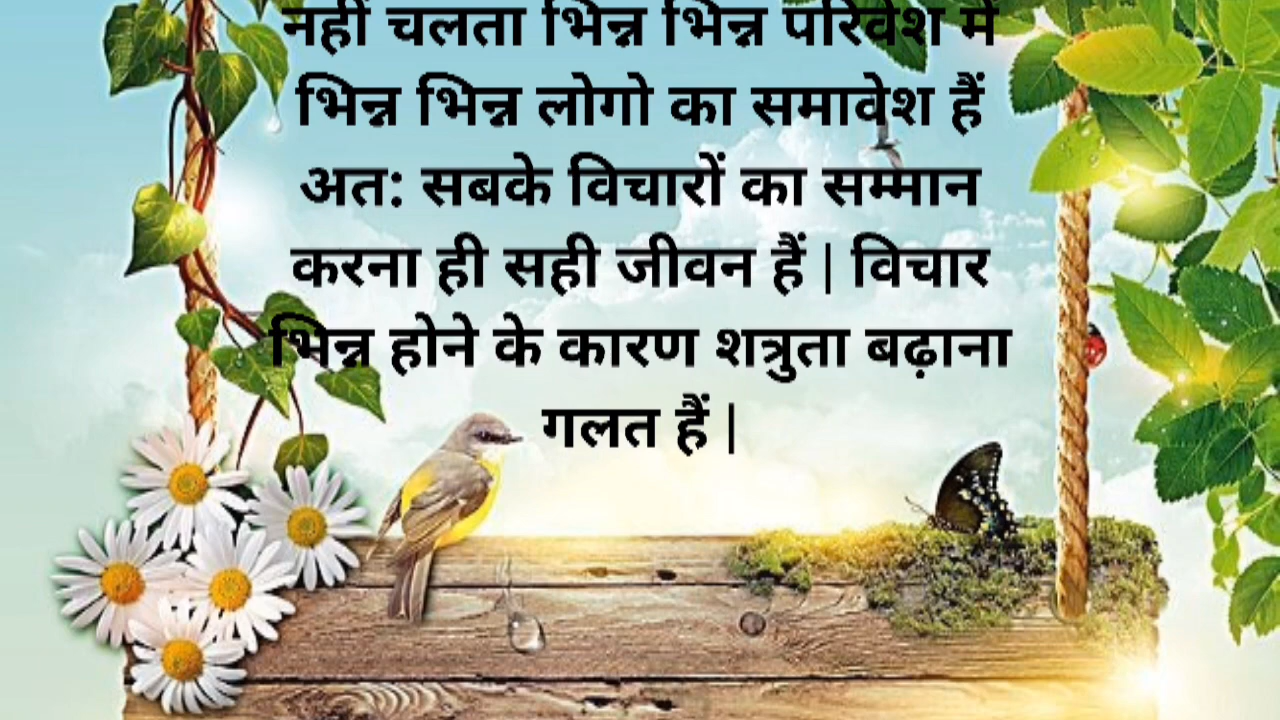 नहीं चलता भिन्न भिन्न परिवेश में
भिन्न भिन्न लोगो का समावेश हैं
अत: सबके विचारों का सम्मान
करना ही सही जीवन हैं | विचार
भिन्न होने के कारण शत्रुता बढ़ाना
गलत हैं |